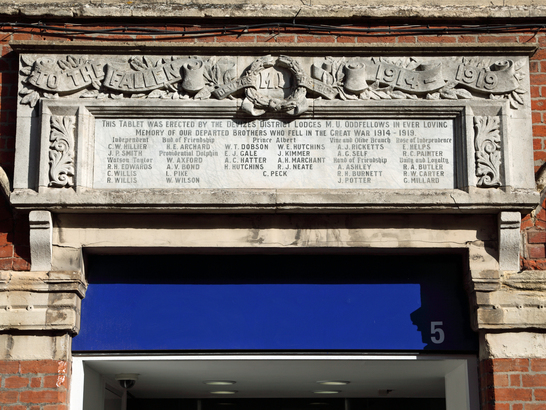 TO THE FALLEN 1914-1919
THIS TABLET WAS ERECTED BY THE DEVIZES DISTRICT LODGES M. U. ODDFELLOWS IN EVER LOVING
MEMORY OF OUR DEPARTED BROTHERS WHO FELL IN THE GREAT WAR 1914-1919.
Independent Bud of Friendship Prince Albert Vine and Olive Branch Dawn of Independence
C. W. HILLIER R. E. ARCHARD W. T. DOBSON W. E. HUTCHINS A. J. RICKETTS E. HELPS
J. H. SMITH Providential Dolphin E. J. GALE J. KIMMER C. SELF R. C. PAINTER
Watson Taylor W. AXFORD A. C. HATTER A. H. MARCHANT Hand of Friendship Unity and Loyalty
R. H. EDWARDS A. V. BOND H. HUTCHINS R. J. NEATE A. ASHLEY R. A. BUTLER
C. WILLIS E. PIKE C. PECK R. H. BURNETT R. W. CARTER
R. WILLIS W. WILSON J. POTTER G. MILLARD
5